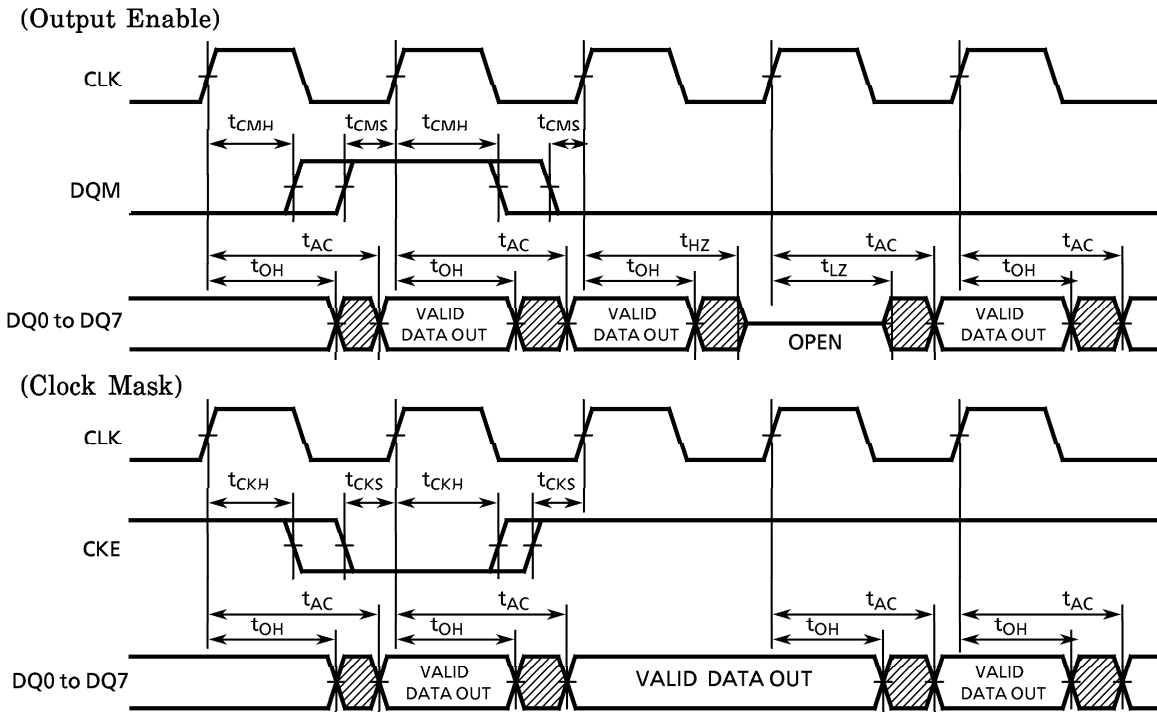 (Output Enable)
CLK
tCMH tCMS tCMH tCMS
DQM
tAC tAC tHZ tAC tAC
tOH tOH tOH tLZ tOH
DQ0 to DQ7
VALID DATA OUT
VALID DATA OUT
OPEN
VALID DATA OUT
(Clock Mask)
CLK
tCKH tCKS tCKH tCKS
CKE
tAC tAC tAC tAC
tOH tOH tOH tOH
DQ0 to DQ7
VALID DATA OUT
VALID DATA OUT
VALID DATA OUT